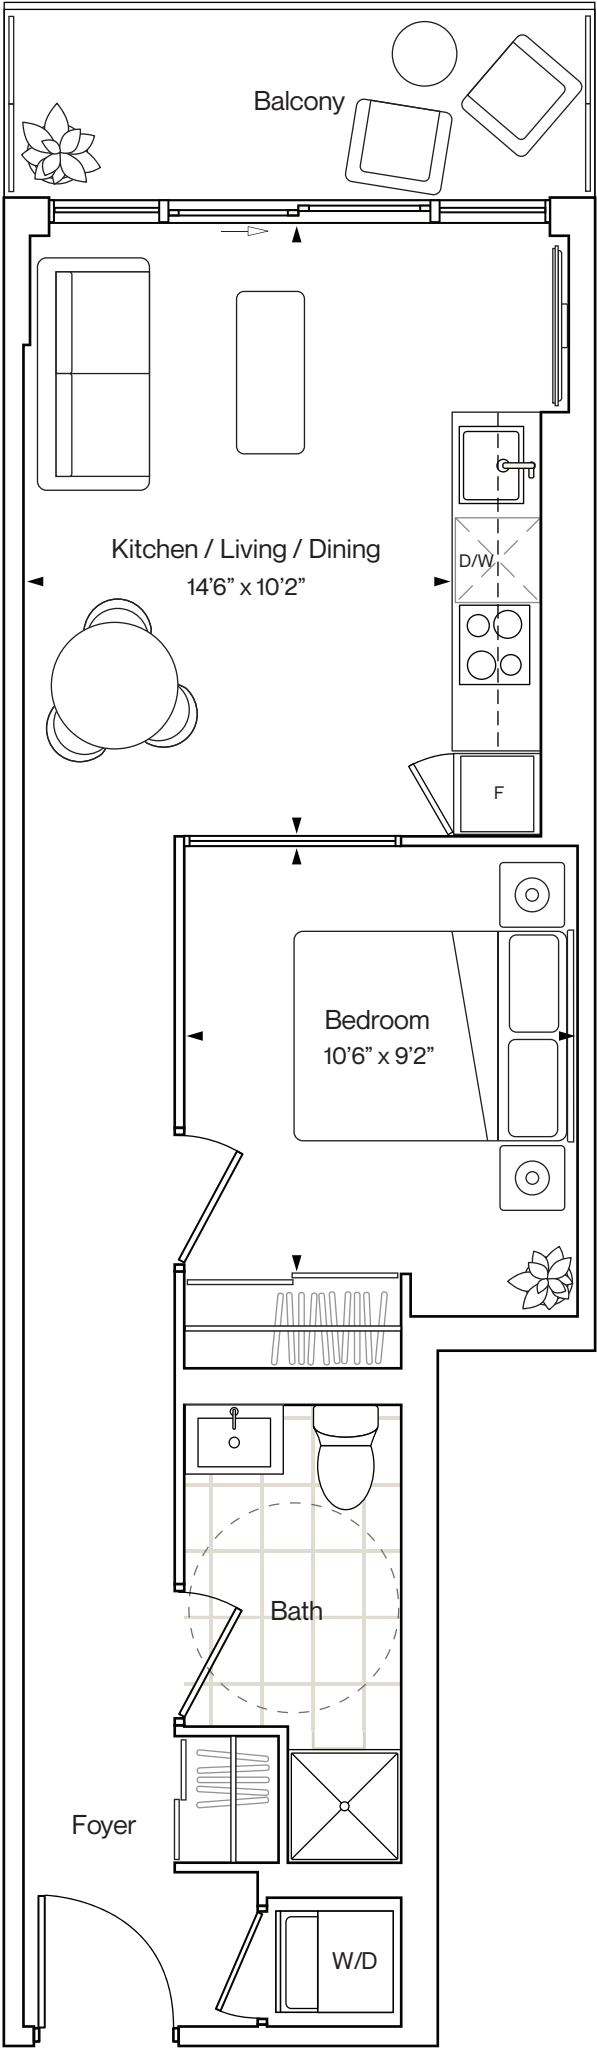 Balcony
Kitchen / Living / Dining
14’6” x 10’2”
D/W
F
Bedroom
10’6” x 9’2”
Bath
Foyer
W/D